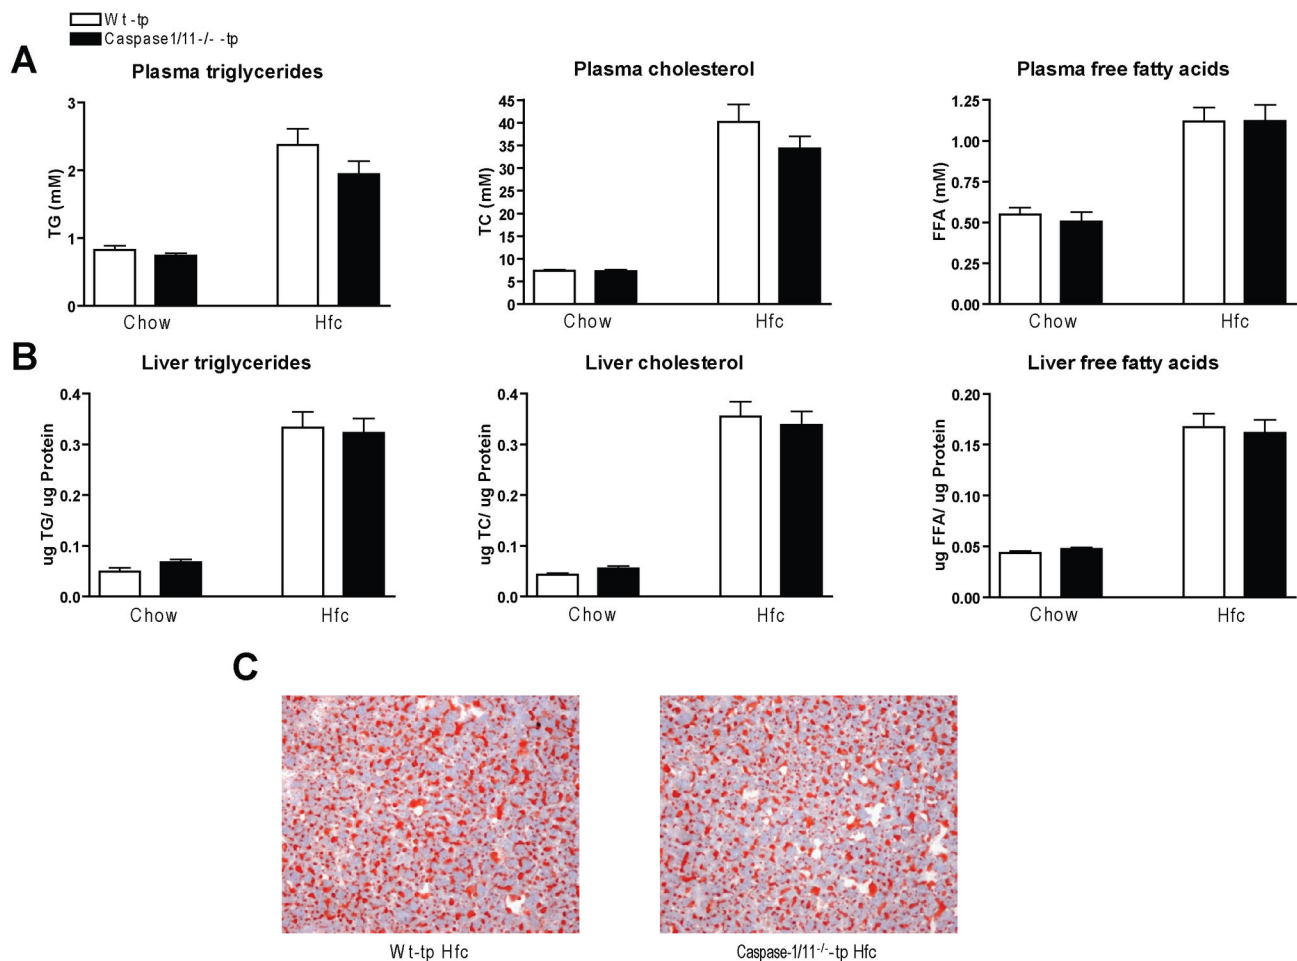 Wt-tp
Caspase1/11-/- -tp
A
Plasma triglycerides
Plasma cholesterol
Plasma free fatty acids
TG (mM)
3
2
1
0
Chow
Hfc
TC (mM)
45
40
35
30
25
20
15
10
5
0
Chow
Hfc
FFA (mM)
1.25
1.00
0.75
0.50
0.25
0.00
Chow
Hfc
B
Liver triglycerides
Liver cholesterol
Liver free fatty acids
ug TG/ ug Protein
0.4
0.3
0.2
0.1
0.0
Chow
Hfc
ug TC/ ug Protein
0.4
0.3
0.2
0.1
0.0
Chow
Hfc
ug FFA/ ug Protein
0.20
0.15
0.10
0.05
0.00
Chow
Hfc
C
Wt-tp Hfc
Caspase-1/11⁻/⁻-tp Hfc